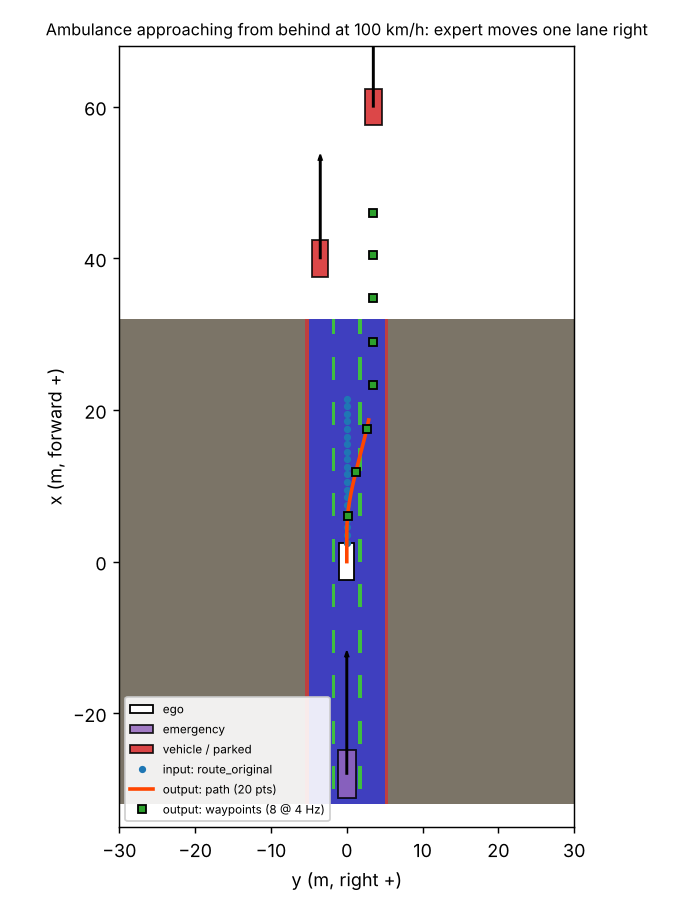 Ambulance approaching from behind at 100 km/h: expert moves one lane right
60
40
20
0
−20
x (m, forward +)
ego
emergency
vehicle / parked
input: route_original
output: path (20 pts)
output: waypoints (8 @ 4 Hz)
−30
−20
−10
0
10
20
30
y (m, right +)